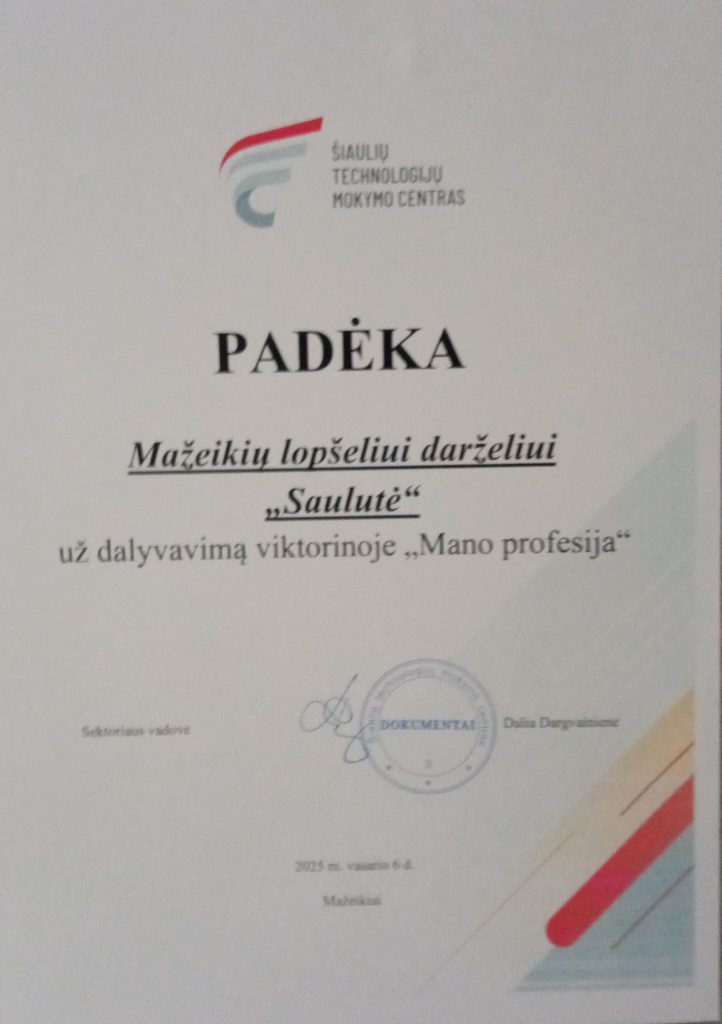 ŠIAULIŲ
TECHNOLOGIJŲ
MOKYMO CENTRAS
PADĖKA
Mažeikių lopšeliui darželiui
„Saulutė“
už dalyvavimą viktorinoje „Mano profesija“
Sektoriaus vadovė
DOKUMENTAI
Dalia Dargvainienė
2025 m. vasario 6 d.
Mažeikiai